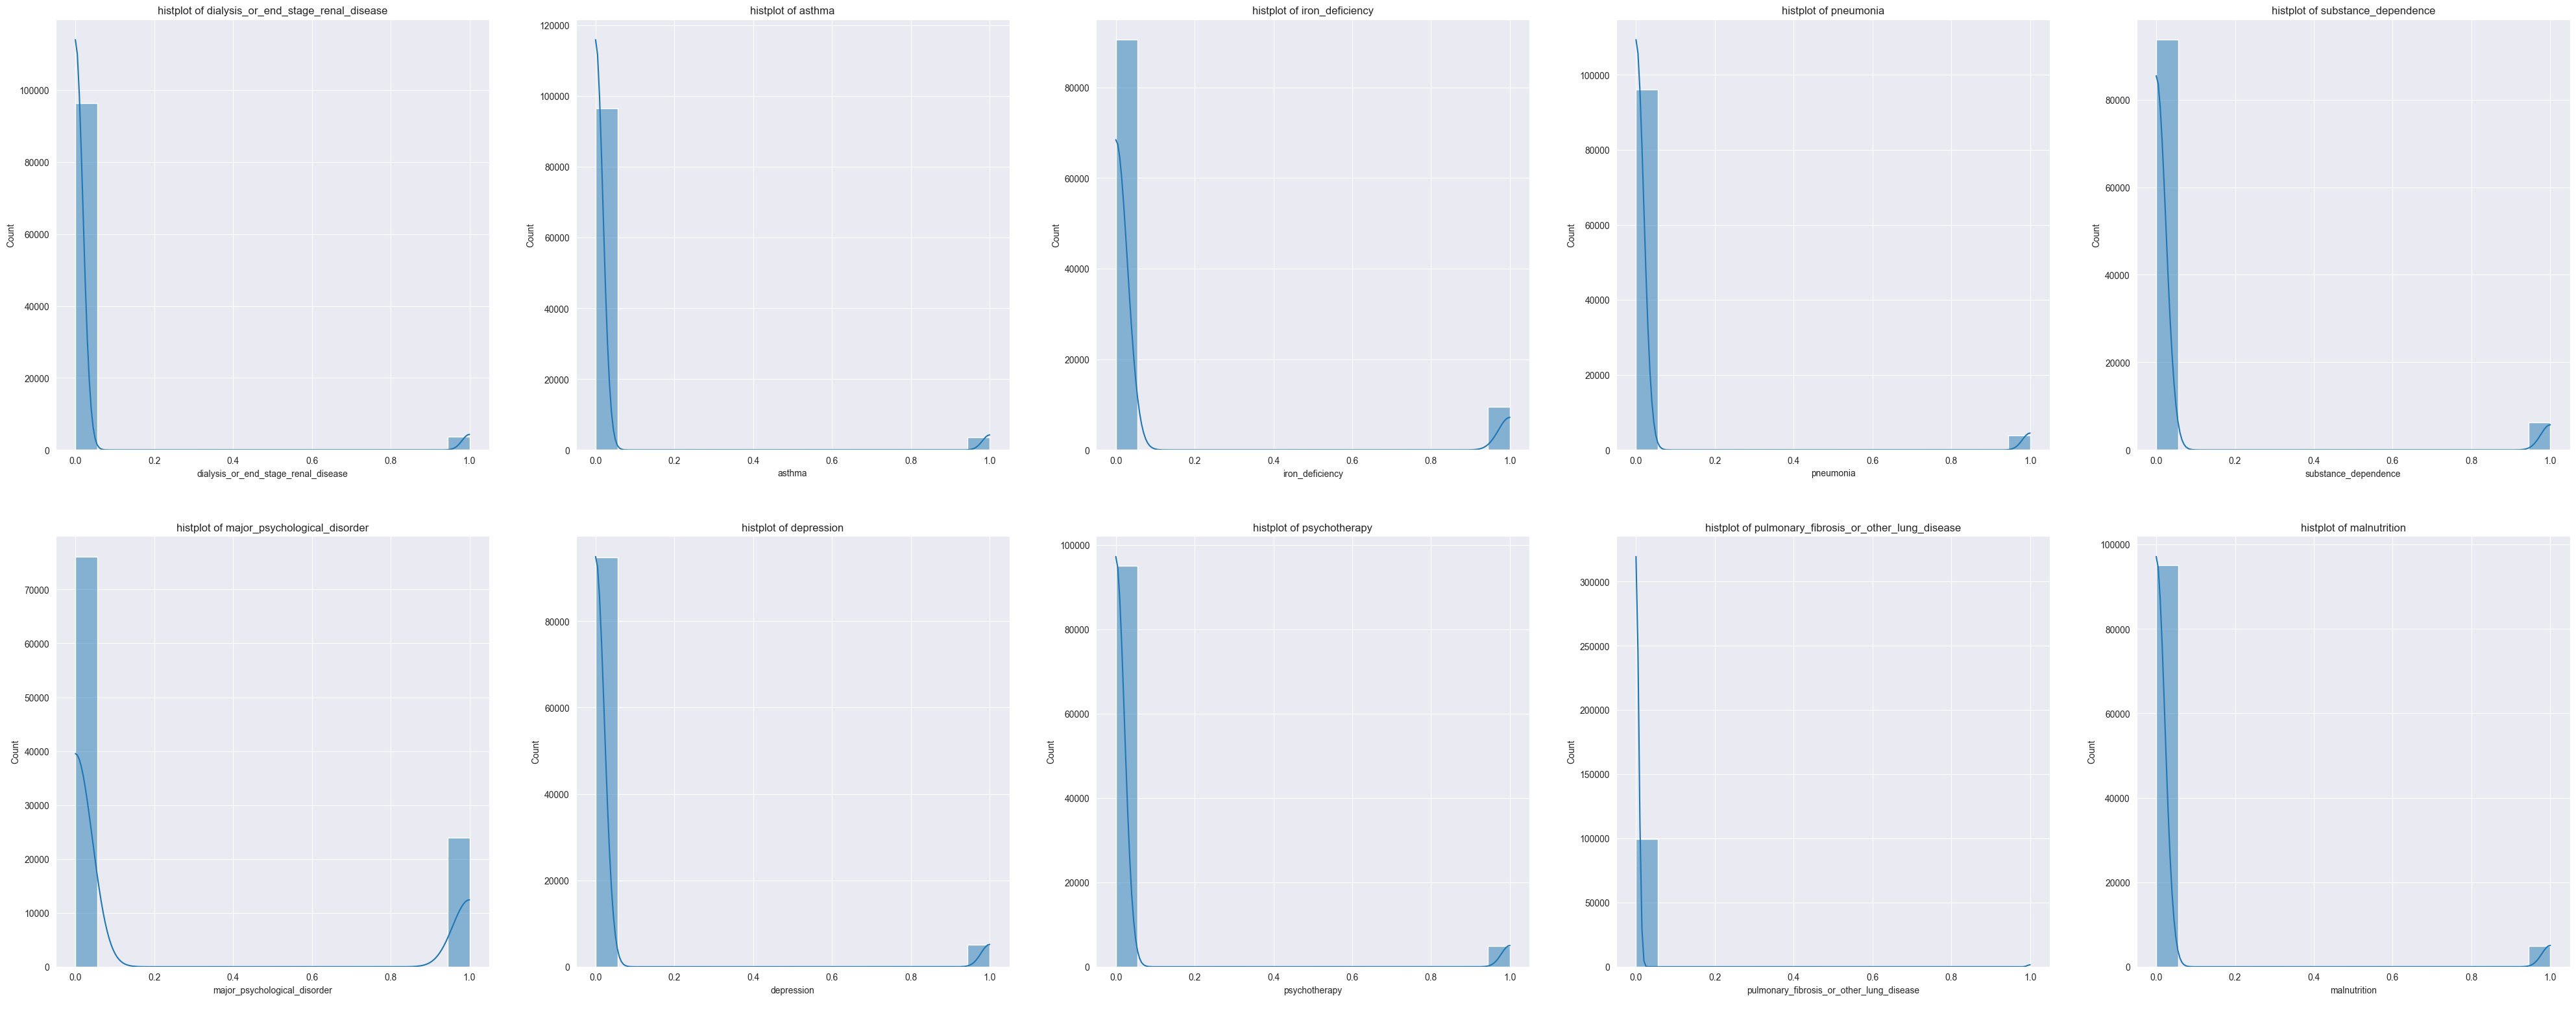 histplot of dialysis_or_end_stage_renal_disease
100000
80000
60000
40000
20000
0
Count
0.0 0.2 0.4 0.6 0.8 1.0
dialysis_or_end_stage_renal_disease
histplot of asthma
120000
100000
80000
60000
40000
20000
0
Count
0.0 0.2 0.4 0.6 0.8 1.0
asthma
histplot of iron_deficiency
80000
60000
40000
20000
0
Count
0.0 0.2 0.4 0.6 0.8 1.0
iron_deficiency
histplot of pneumonia
100000
80000
60000
40000
20000
0
Count
0.0 0.2 0.4 0.6 0.8 1.0
pneumonia
histplot of substance_dependence
80000
60000
40000
20000
0
Count
0.0 0.2 0.4 0.6 0.8 1.0
substance_dependence
histplot of major_psychological_disorder
70000
60000
50000
40000
30000
20000
10000
0
Count
0.0 0.2 0.4 0.6 0.8 1.0
major_psychological_disorder
histplot of depression
80000
60000
40000
20000
0
Count
0.0 0.2 0.4 0.6 0.8 1.0
depression
histplot of psychotherapy
100000
80000
60000
40000
20000
0
Count
0.0 0.2 0.4 0.6 0.8 1.0
psychotherapy
histplot of pulmonary_fibrosis_or_other_lung_disease
300000
250000
200000
150000
100000
50000
0
Count
0.0 0.2 0.4 0.6 0.8 1.0
pulmonary_fibrosis_or_other_lung_disease
histplot of malnutrition
100000
80000
60000
40000
20000
0
Count
0.0 0.2 0.4 0.6 0.8 1.0
malnutrition